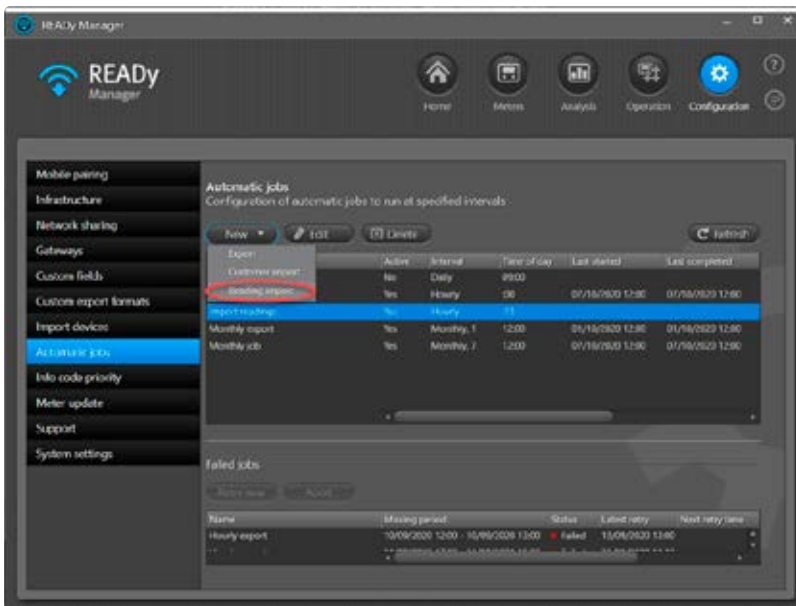 READy Manager
READy
Manager
Home
Meters
Analysis
Operation
Configuration
Mobile pairing
Infrastructure
Network sharing
Gateways
Custom fields
Custom export formats
Import devices
Automatic jobs
Info code priority
Meter update
Support
System settings
Automatic jobs
Configuration of automatic jobs to run at specified intervals
New Edit Delete Refresh
Export
Customer import
Reading import
Active Interval Time of day Last started Last completed
No Daily 09:00
Yes Hourly :00 07/10/2020 12:00 07/10/2020 12:00
Import readings Hourly
Monthly export Yes Monthly, 1 12:00 01/10/2020 12:00 01/10/2020 12:00
Monthly job Yes Monthly, 7 12:00 07/10/2020 12:00 07/10/2020 12:00
Failed jobs
Retry now
Name Missing period Status Latest retry Next retry time
Hourly export 10/09/2020 12:00 - 10/09/2020 13:00 Failed 13/09/2020 13:00